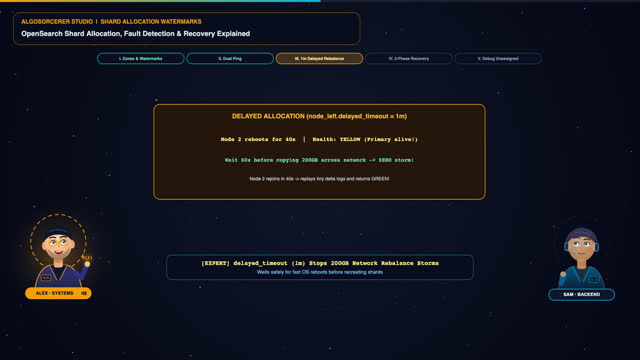 ALGOSORCERER STUDIO | SHARD ALLOCATION WATERMARKS
OpenSearch Shard Allocation, Fault Detection & Recovery Explained
I. Zones & Watermarks
II. Dual Ping
III. 1m Delayed Rebalance
IV. 2-Phase Recovery
V. Debug Unassigned
DELAYED ALLOCATION (node_left.delayed_timeout = 1m)
Node 2 reboots for 40s | Health: YELLOW (Primary alive!)
Wait 60s before copying 200GB across network -> ZERO storm!
Node 2 rejoins in 40s -> replays tiny delta logs and returns GREEN!
[EXPERT] delayed_timeout (1m) Stops 200GB Network Rebalance Storms
Waits safely for fast OS reboots before recreating shards
ALEX • SYSTEMS
SAM • BACKEND